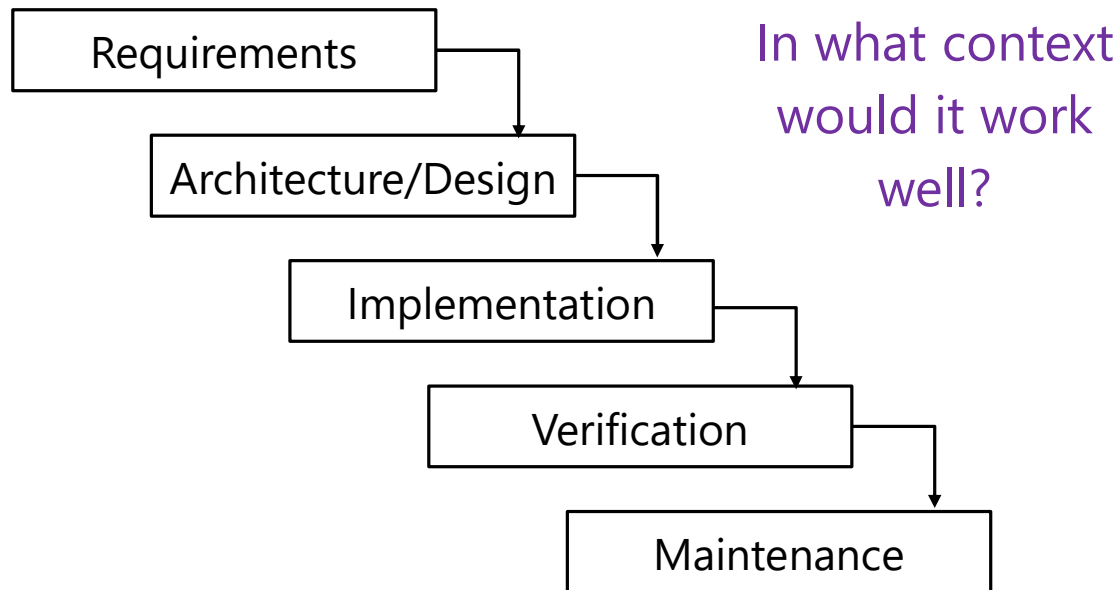 Requirements
In what context
would it work
well?
Architecture/Design
Implementation
Verification
Maintenance